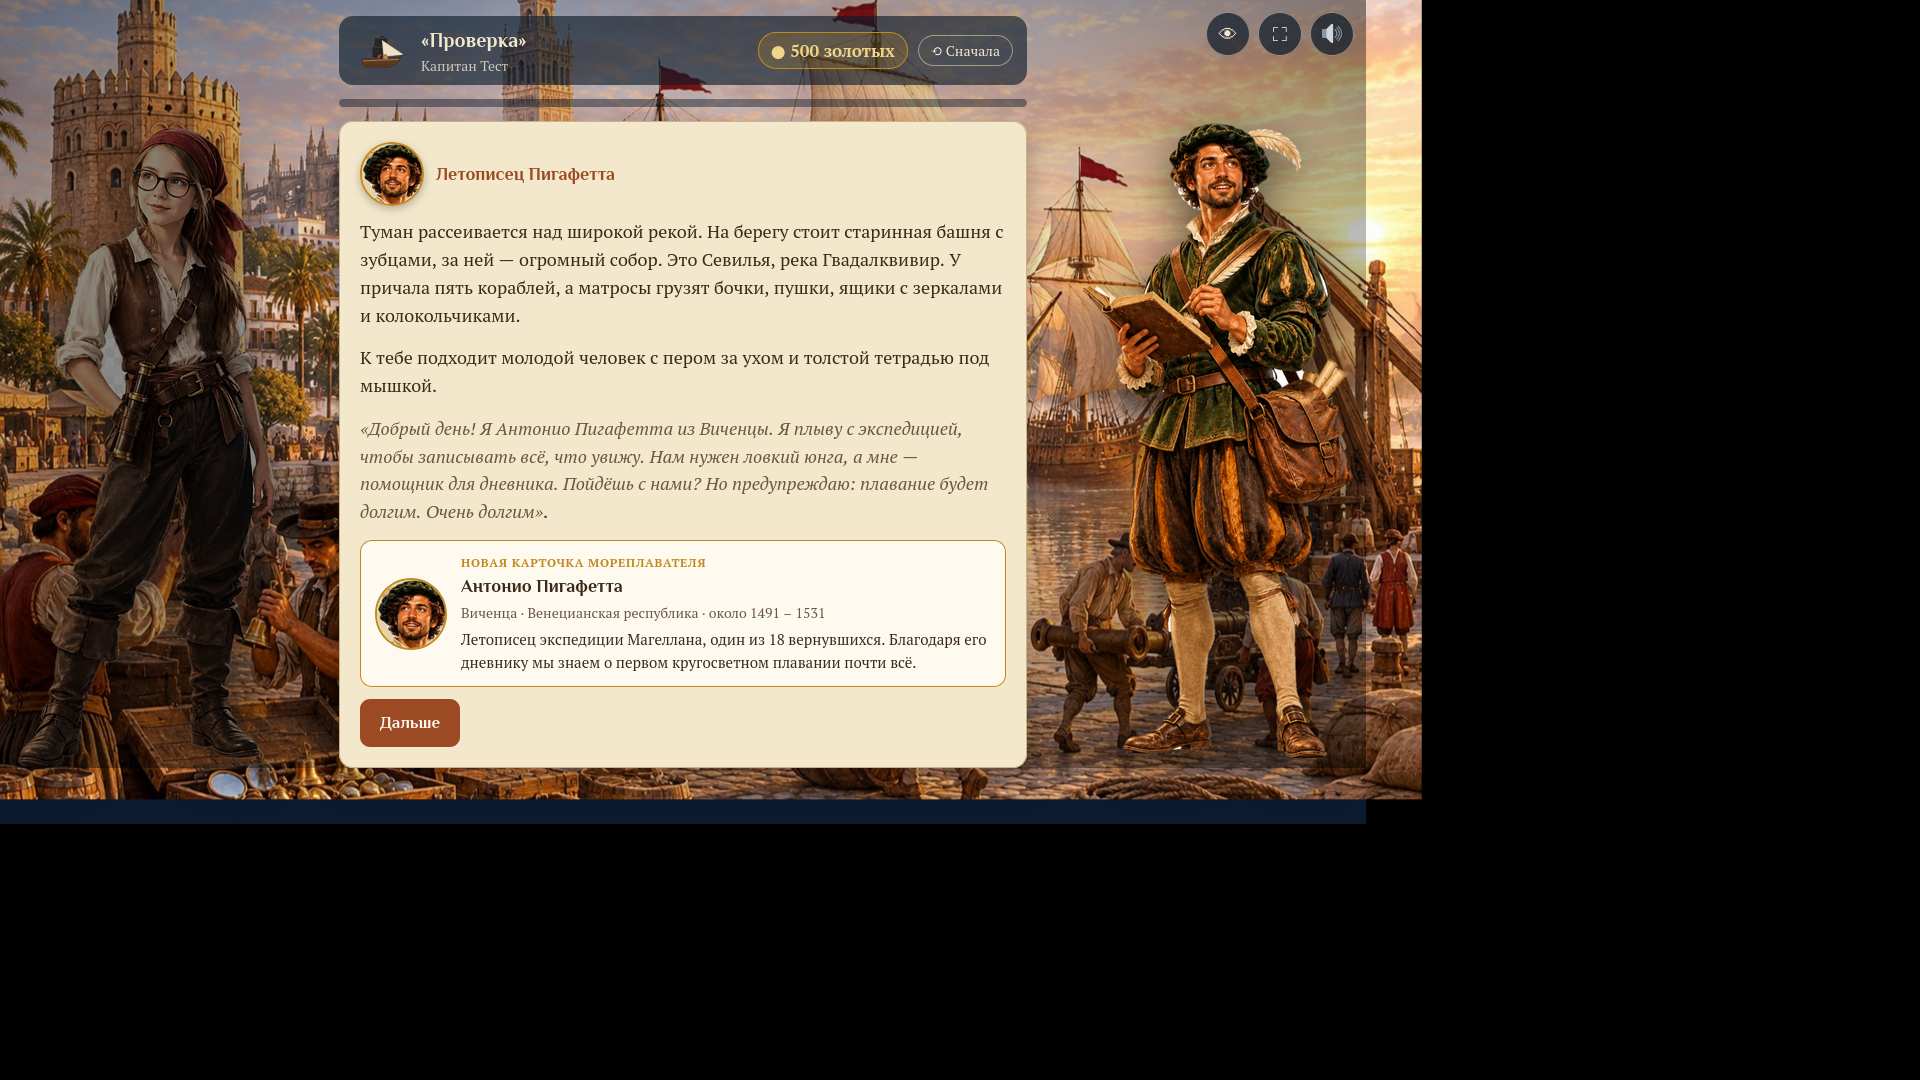 «Проверка»
Капитан Тест
500 золотых
⟲ Сначала
Летописец Пигафетта
Туман рассеивается над широкой рекой. На берегу стоит старинная башня с
зубцами, за ней — огромный собор. Это Севилья, река Гвадалквивир. У
причала пять кораблей, а матросы грузят бочки, пушки, ящики с зеркалами
и колокольчиками.
К тебе подходит молодой человек с пером за ухом и толстой тетрадью под
мышкой.
«Добрый день! Я Антонио Пигафетта из Виченцы. Я плыву с экспедицией,
чтобы записывать всё, что увижу. Нам нужен ловкий юнга, а мне —
помощник для дневника. Пойдёшь с нами? Но предупреждаю: плавание будет
долгим. Очень долгим».
НОВАЯ КАРТОЧКА МОРЕПЛАВАТЕЛЯ
Антонио Пигафетта
Виченца · Венецианская республика · около 1491 – 1531
Летописец экспедиции Магеллана, один из 18 вернувшихся. Благодаря его
дневнику мы знаем о первом кругосветном плавании почти всё.
Дальше